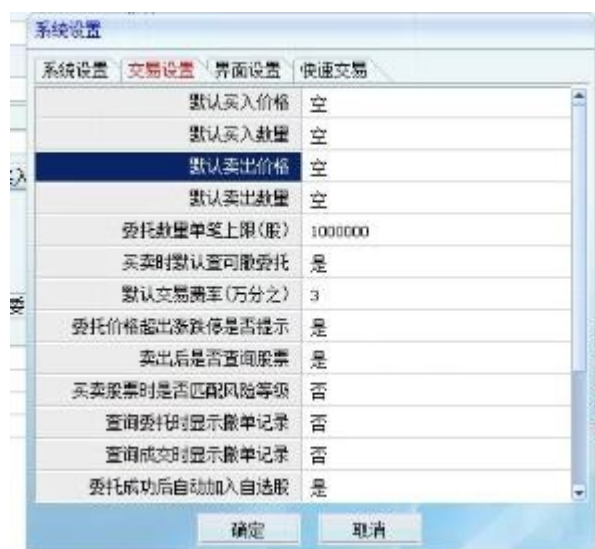 系统设置
系统设置 交易设置 界面设置 快速交易
默认买入价格 空
默认买入数量 空
默认卖出价格 空
默认卖出数量 空
委托数量单笔上限(股) 1000000
买卖时默认查可撤委托 是
默认交易费率(万分之) 3
委托价格超出涨跌停是否提示 是
卖出后是否查询股票 是
买卖股票时是否匹配风险等级 否
查询委托时显示撤单记录 否
查询成交时显示撤单记录 否
委托成功后自动加入自选股 是
确定 取消